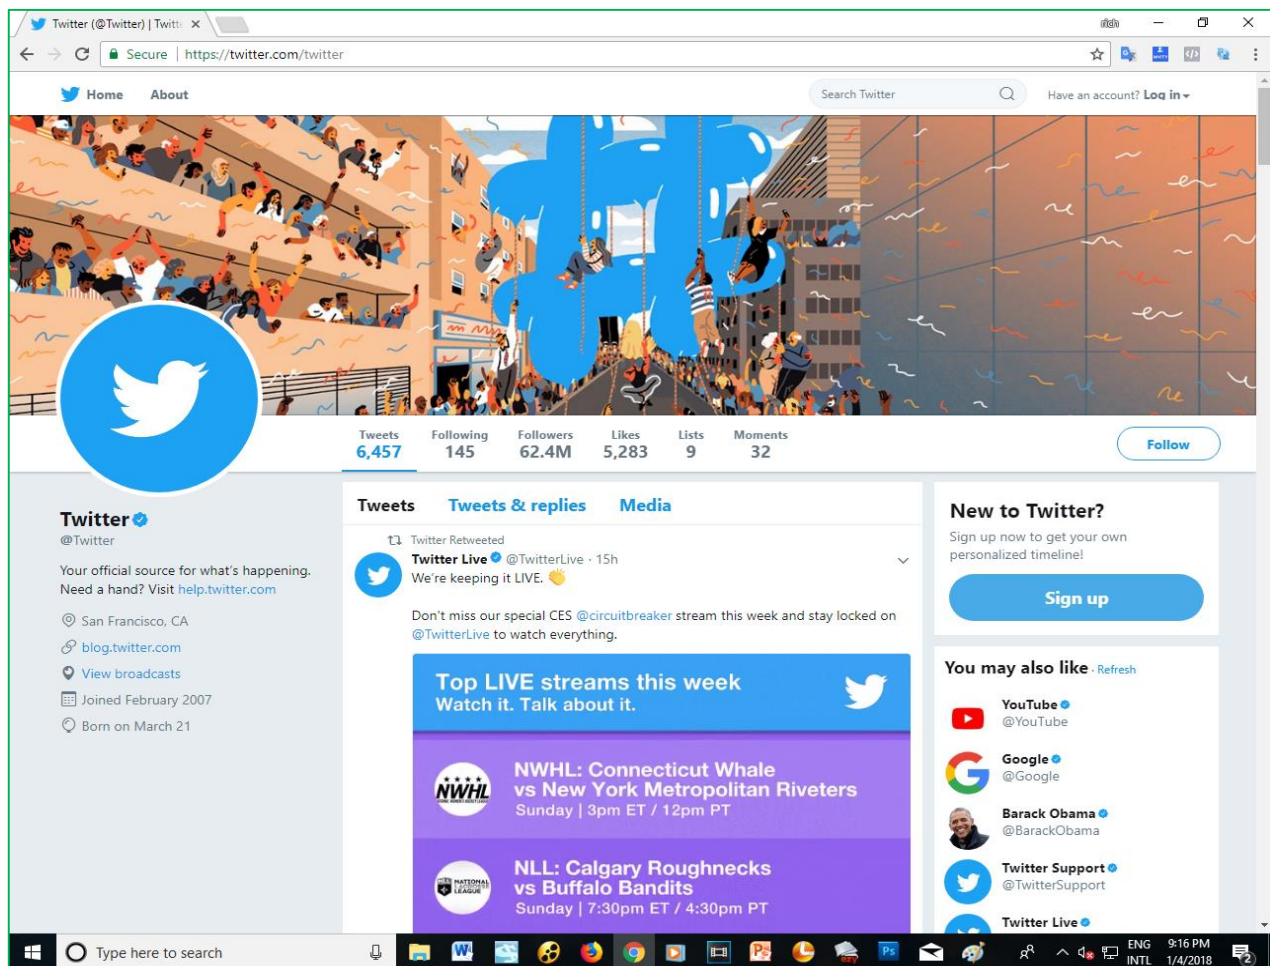 Twitter (@Twitter) | Twitt
rich
Secure | https://twitter.com/twitter
Home About
Search Twitter
Have an account? Log in
Tweets Following Followers Likes Lists Moments
6,457 145 62.4M 5,283 9 32
Follow
Twitter
@Twitter
Your official source for what's happening.
Need a hand? Visit help.twitter.com
San Francisco, CA
blog.twitter.com
View broadcasts
Joined February 2007
Born on March 21
Tweets Tweets & replies Media
Twitter Retweeted
Twitter Live @TwitterLive · 15h
We're keeping it LIVE.
Don't miss our special CES @circuitbreaker stream this week and stay locked on
@TwitterLive to watch everything.
Top LIVE streams this week
Watch it. Talk about it.
NWHL
NWHL: Connecticut Whale
vs New York Metropolitan Riveters
Sunday | 3pm ET / 12pm PT
NATIONAL
LACROSSE
LEAGUE
NLL: Calgary Roughnecks
vs Buffalo Bandits
Sunday | 7:30pm ET / 4:30pm PT
New to Twitter?
Sign up now to get your own
personalized timeline!
Sign up
You may also like · Refresh
YouTube
@YouTube
Google
@Google
Barack Obama
@BarackObama
Twitter Support
@TwitterSupport
Twitter Live
Type here to search
ENG
INTL
9:16 PM
1/4/2018
2